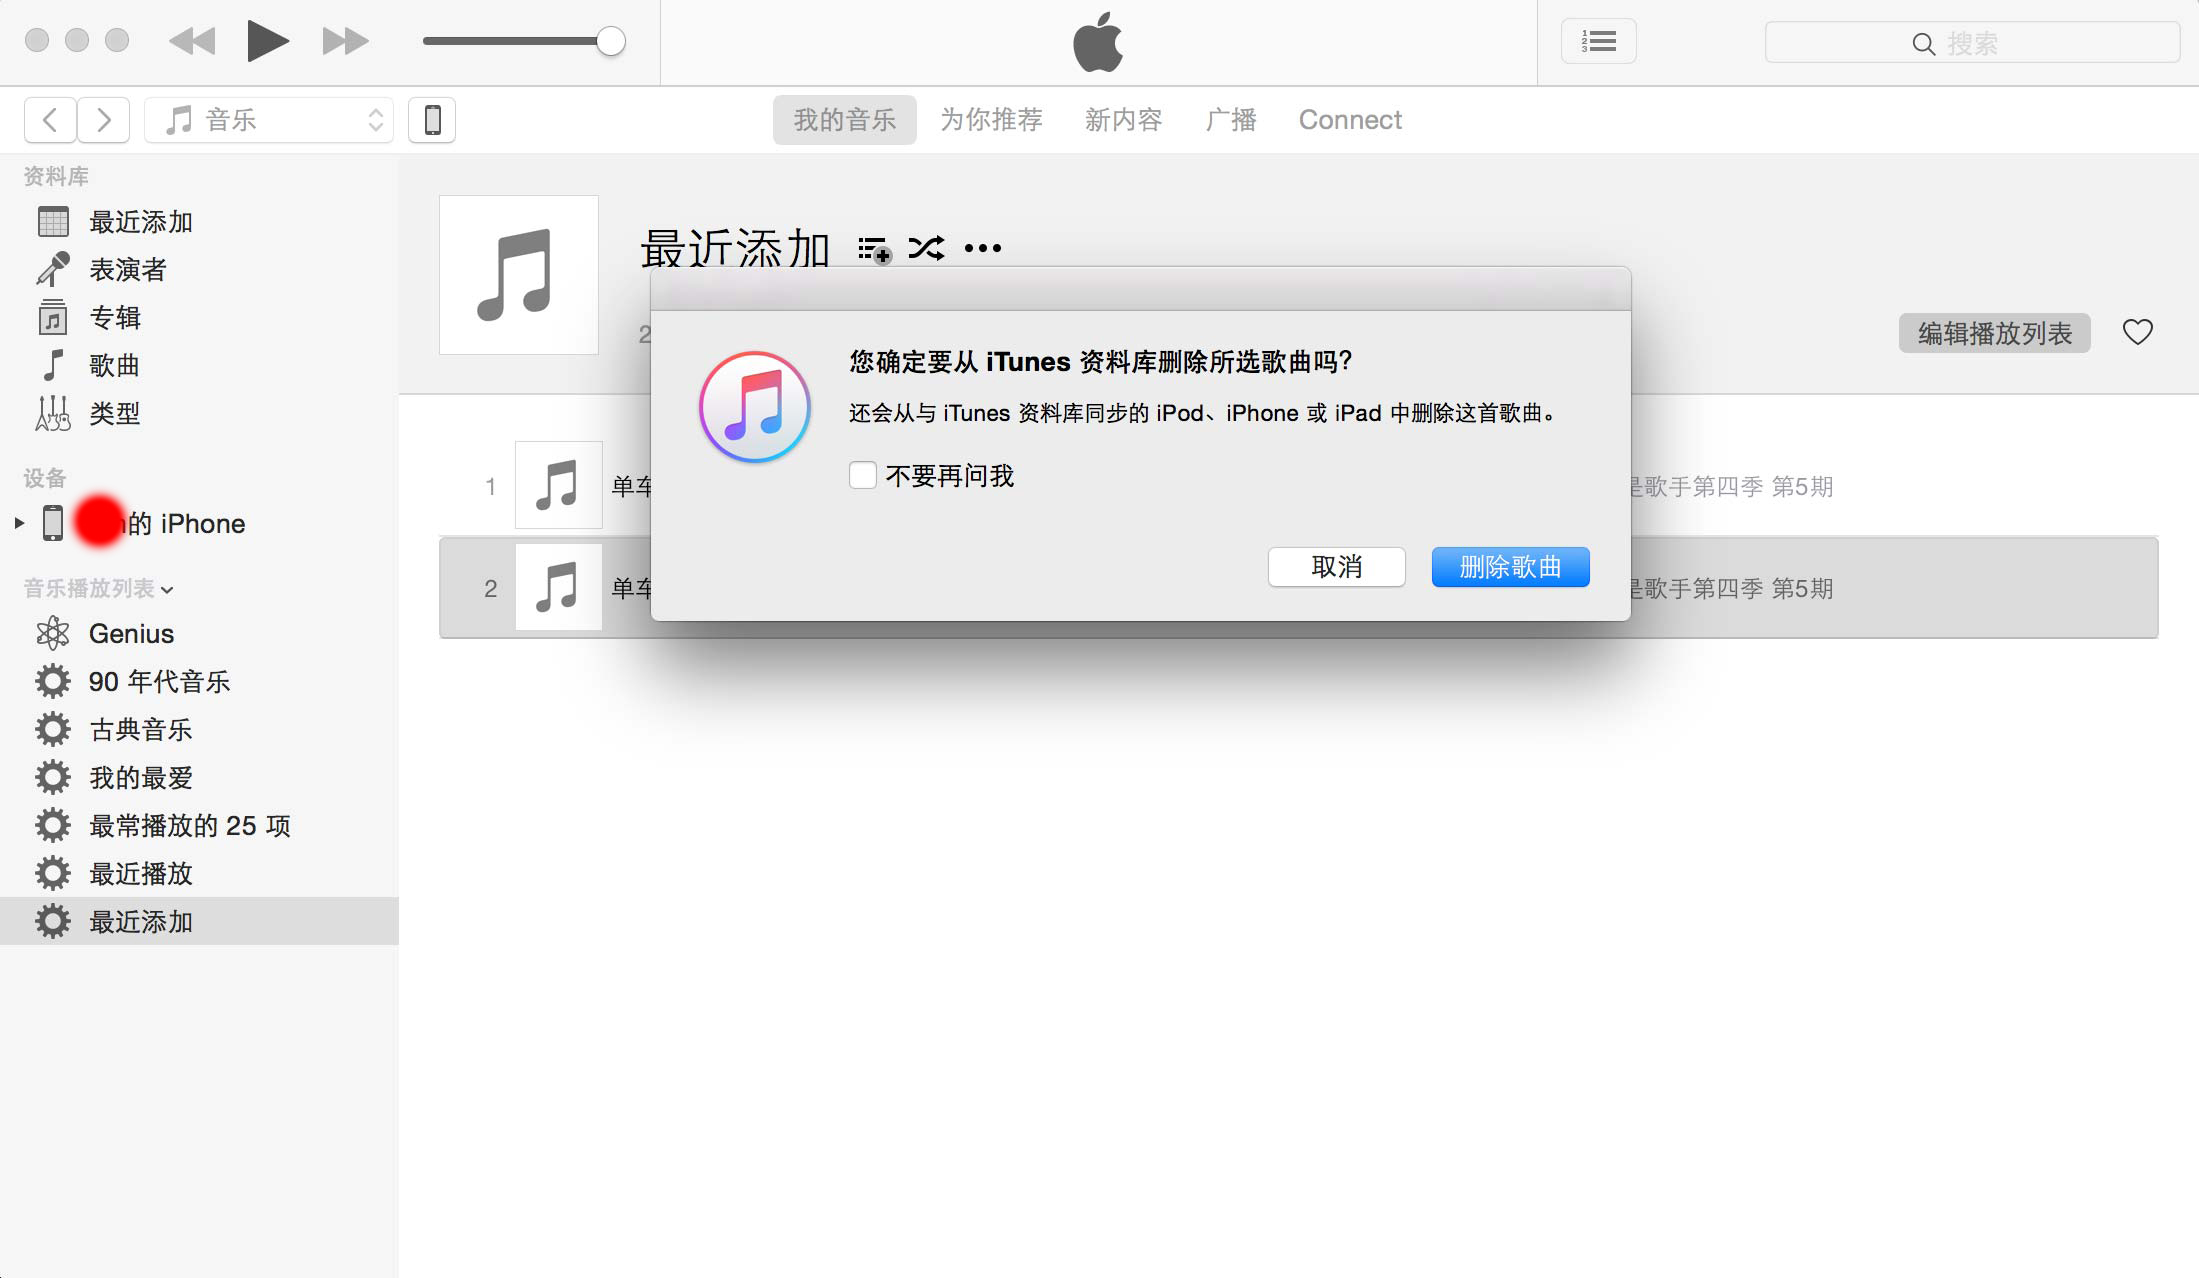 搜索
音乐
我的音乐 为你推荐 新内容 广播 Connect
资料库
最近添加
表演者
专辑
歌曲
类型
设备
的 iPhone
音乐播放列表
Genius
90 年代音乐
古典音乐
我的最爱
最常播放的 25 项
最近播放
最近添加
最近添加
2
编辑播放列表
您确定要从 iTunes 资料库删除所选歌曲吗？
还会从与 iTunes 资料库同步的 iPod、iPhone 或 iPad 中删除这首歌曲。
不要再问我
取消 删除歌曲
1 单车 是歌手第四季 第5期
2 单车 是歌手第四季 第5期